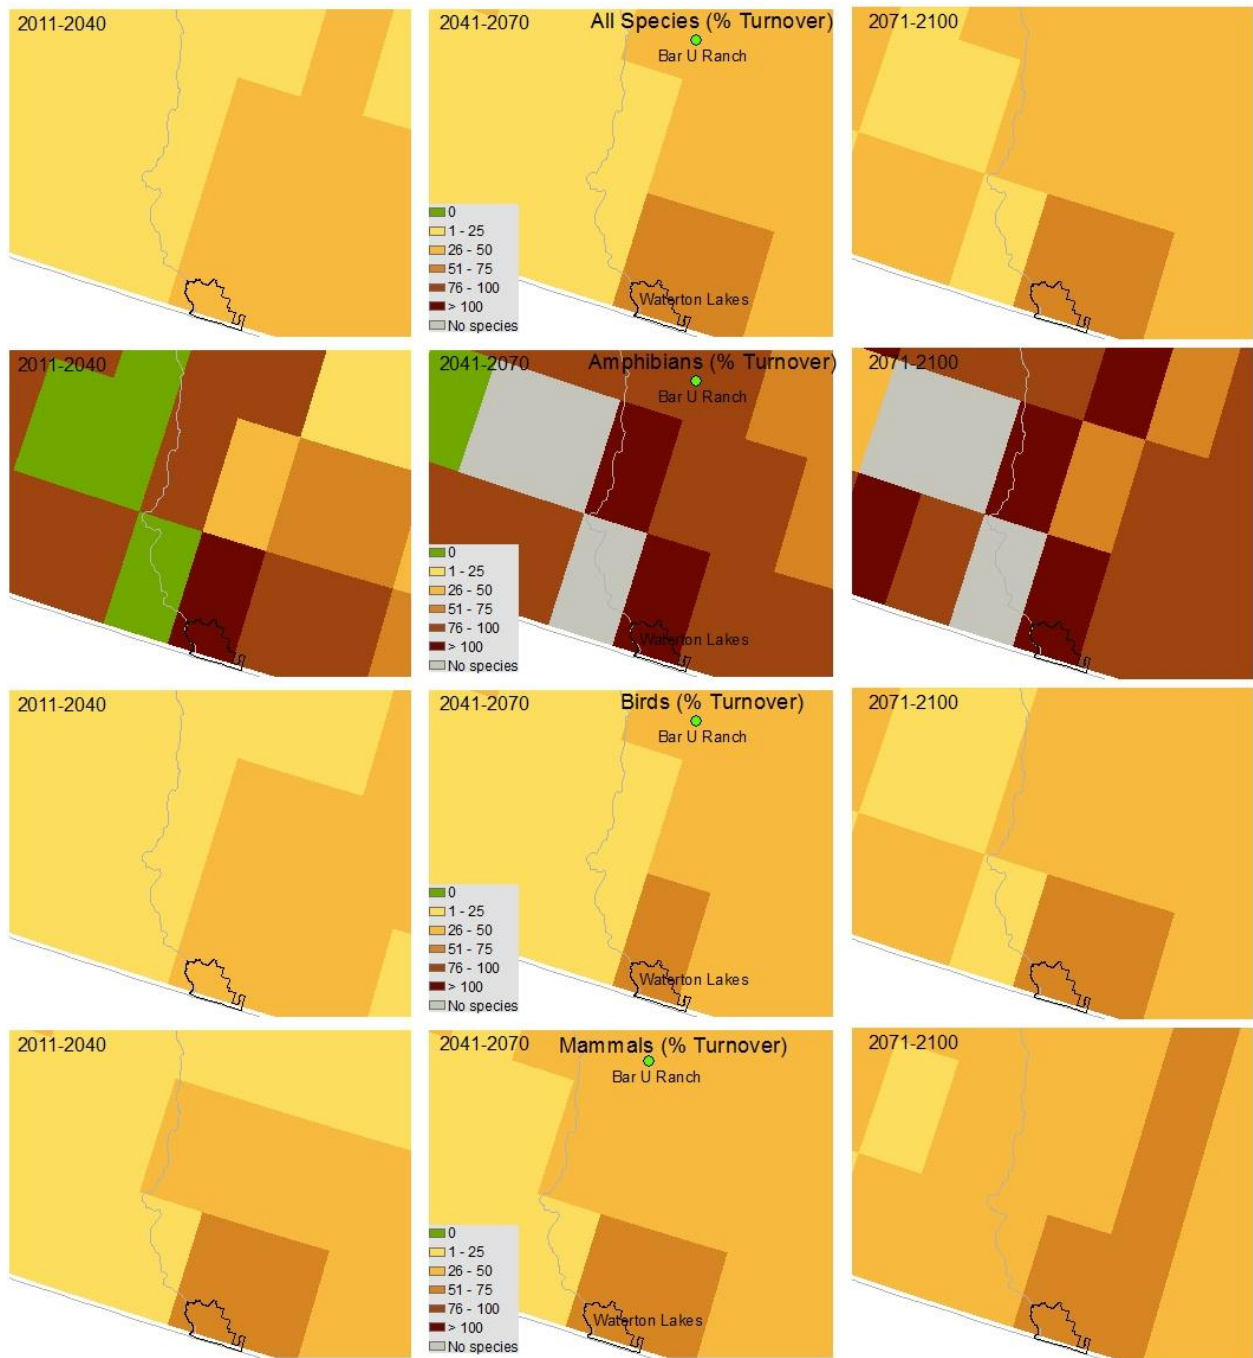 2011-2040
2041-2070
All Species (% Turnover)
Bar U Ranch
0
1 - 25
26 - 50
51 - 75
76 - 100
> 100
No species
Waterton Lakes
2071-2100
2011-2040
2041-2070
Amphibians (% Turnover)
Bar U Ranch
0
1 - 25
26 - 50
51 - 75
76 - 100
> 100
No species
Waterton Lakes
2071-2100
2011-2040
2041-2070
Birds (% Turnover)
Bar U Ranch
0
1 - 25
26 - 50
51 - 75
76 - 100
> 100
No species
Waterton Lakes
2071-2100
2011-2040
2041-2070
Mammals (% Turnover)
Bar U Ranch
0
1 - 25
26 - 50
51 - 75
76 - 100
> 100
No species
Waterton Lakes
2071-2100